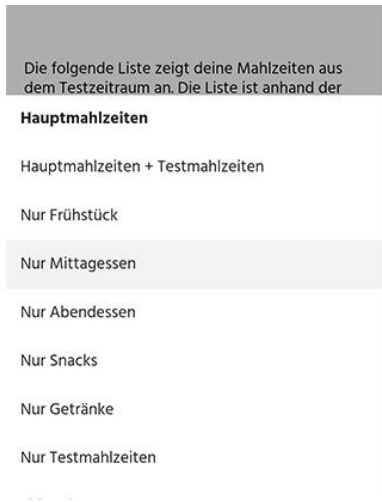 Die folgende Liste zeigt deine Mahlzeiten aus
dem Testzeitraum an. Die Liste ist anhand der
Hauptmahlzeiten
Hauptmahlzeiten + Testmahlzeiten
Nur Frühstück
Nur Mittagessen
Nur Abendessen
Nur Snacks
Nur Getränke
Nur Testmahlzeiten